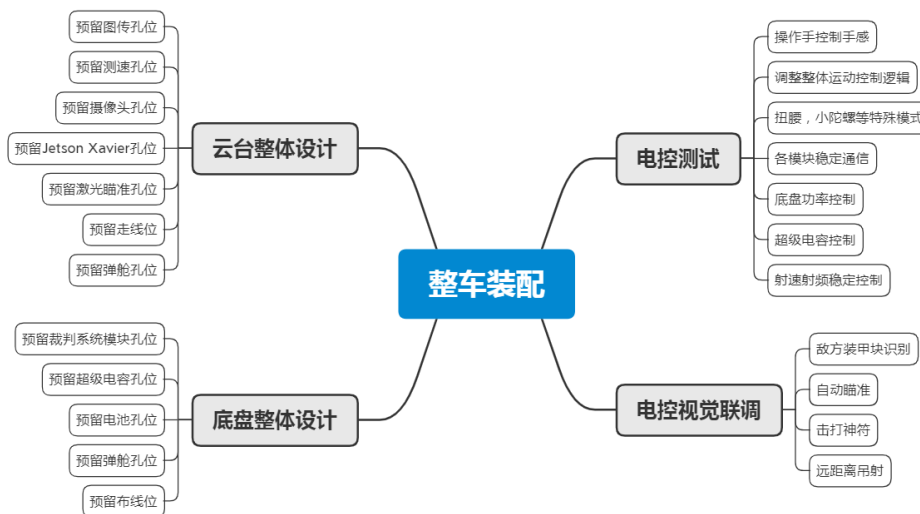 整车装配
云台整体设计
预留图传孔位
预留测速孔位
预留摄像头孔位
预留Jetson Xavier孔位
预留激光瞄准孔位
预留走线位
预留弹舱孔位
底盘整体设计
预留裁判系统模块孔位
预留超级电容孔位
预留电池孔位
预留弹舱孔位
预留布线位
电控测试
操作手控制手感
调整整体运动控制逻辑
扭腰，小陀螺等特殊模式
各模块稳定通信
底盘功率控制
超级电容控制
射速射频稳定控制
电控视觉联调
敌方装甲块识别
自动瞄准
击打神符
远距离吊射